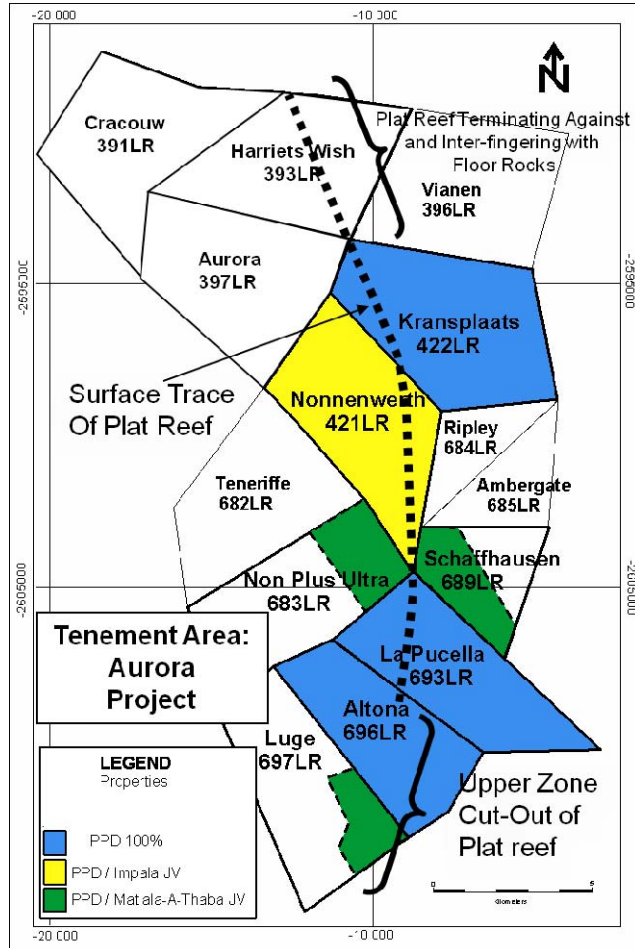 -20 000
-10 000
N
Plat Reef Terminating Against
and Inter-fingering with
Floor Rocks
Cracouw
391LR
Harriets Wish
393LR
Vianen
396LR
Aurora
397LR
-2595000
-2595000
Kransplaats
422LR
Surface Trace
Of Plat Reef
Nonnenwerth
421LR
Ripley
684LR
Teneriffe
682LR
Ambergate
685LR
Non Plus Ultra
683LR
Schaffhausen
689LR
-2605000
-2605000
Tenement Area:
Aurora
Project
La Pucella
693LR
Altona
696LR
Luge
697LR
Upper Zone
Cut-Out of
Plat reef
LEGEND
Properties
PPD 100%
PPD / Impala JV
PPD / Matlala-A-Thaba JV
0
5
Kilometers
-20 000
-10 000